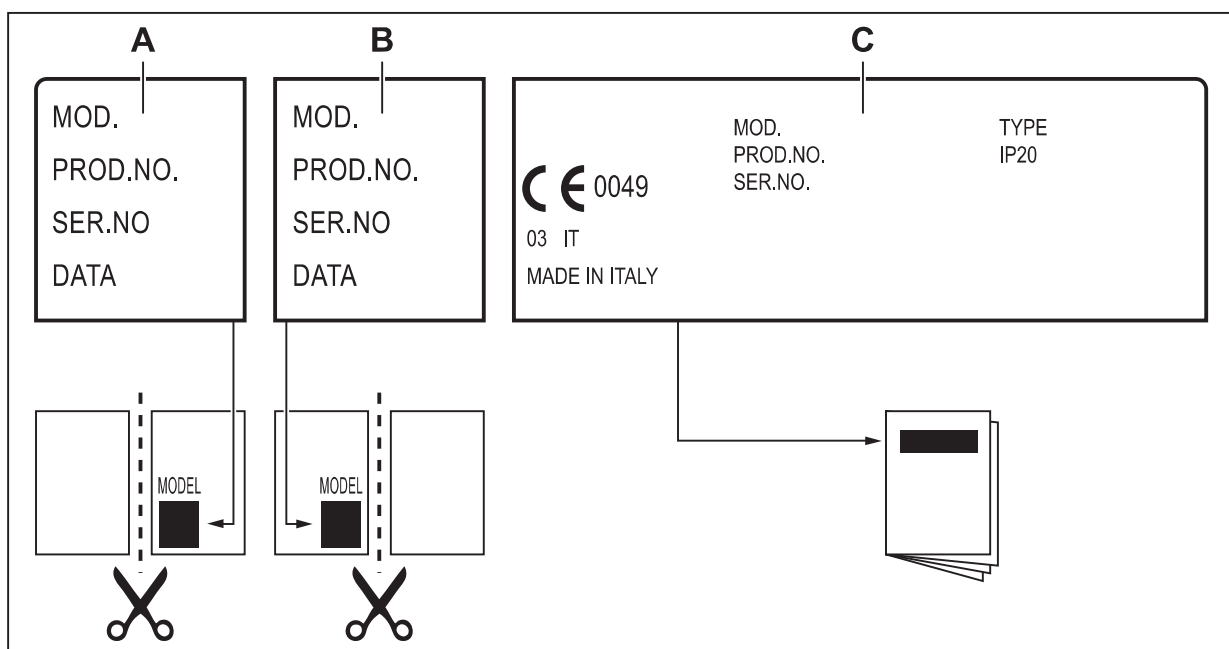 A
B
C
MOD.
PROD.NO.
SER.NO
DATA
MOD.
PROD.NO.
SER.NO
DATA
MOD.
PROD.NO.
SER.NO.
TYPE
IP20
CE 0049
03 IT
MADE IN ITALY
MODEL
MODEL